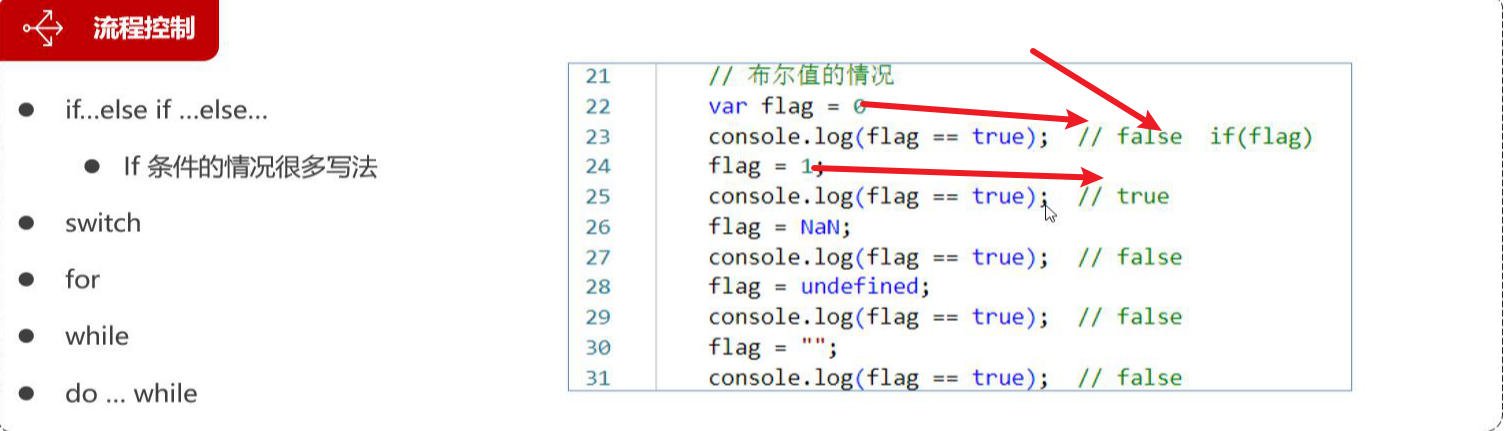 流程控制
if...else if ...else...
If 条件的情况很多写法
switch
for
while
do ... while
21 // 布尔值的情况
22 var flag = 0
23 console.log(flag == true); // false if(flag)
24 flag = 1;
25 console.log(flag == true); // true
26 flag = NaN;
27 console.log(flag == true); // false
28 flag = undefined;
29 console.log(flag == true); // false
30 flag = "";
31 console.log(flag == true); // false